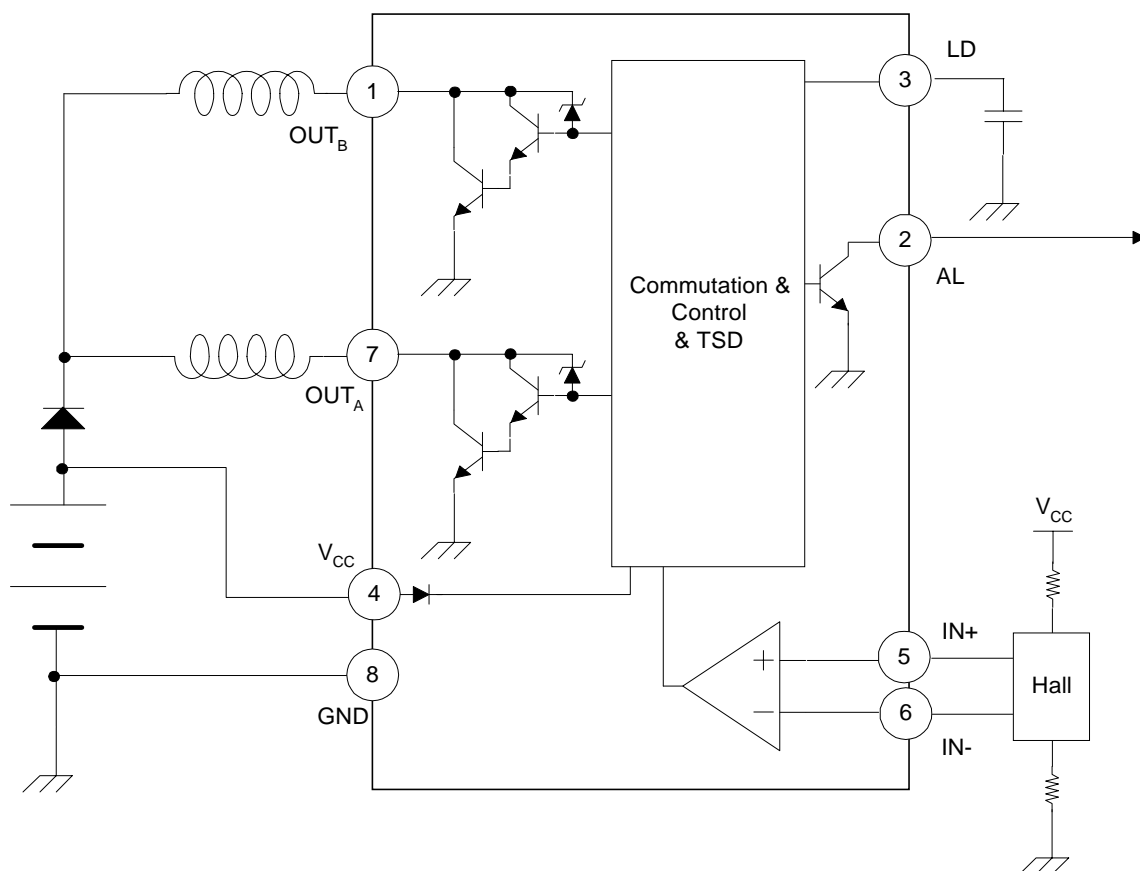 LD
3
1
OUT_B
2
AL
Commutation &
Control
& TSD
7
OUT_A
V_CC
4
V_CC
IN+
5
+
Hall
8
GND
6
−
IN-